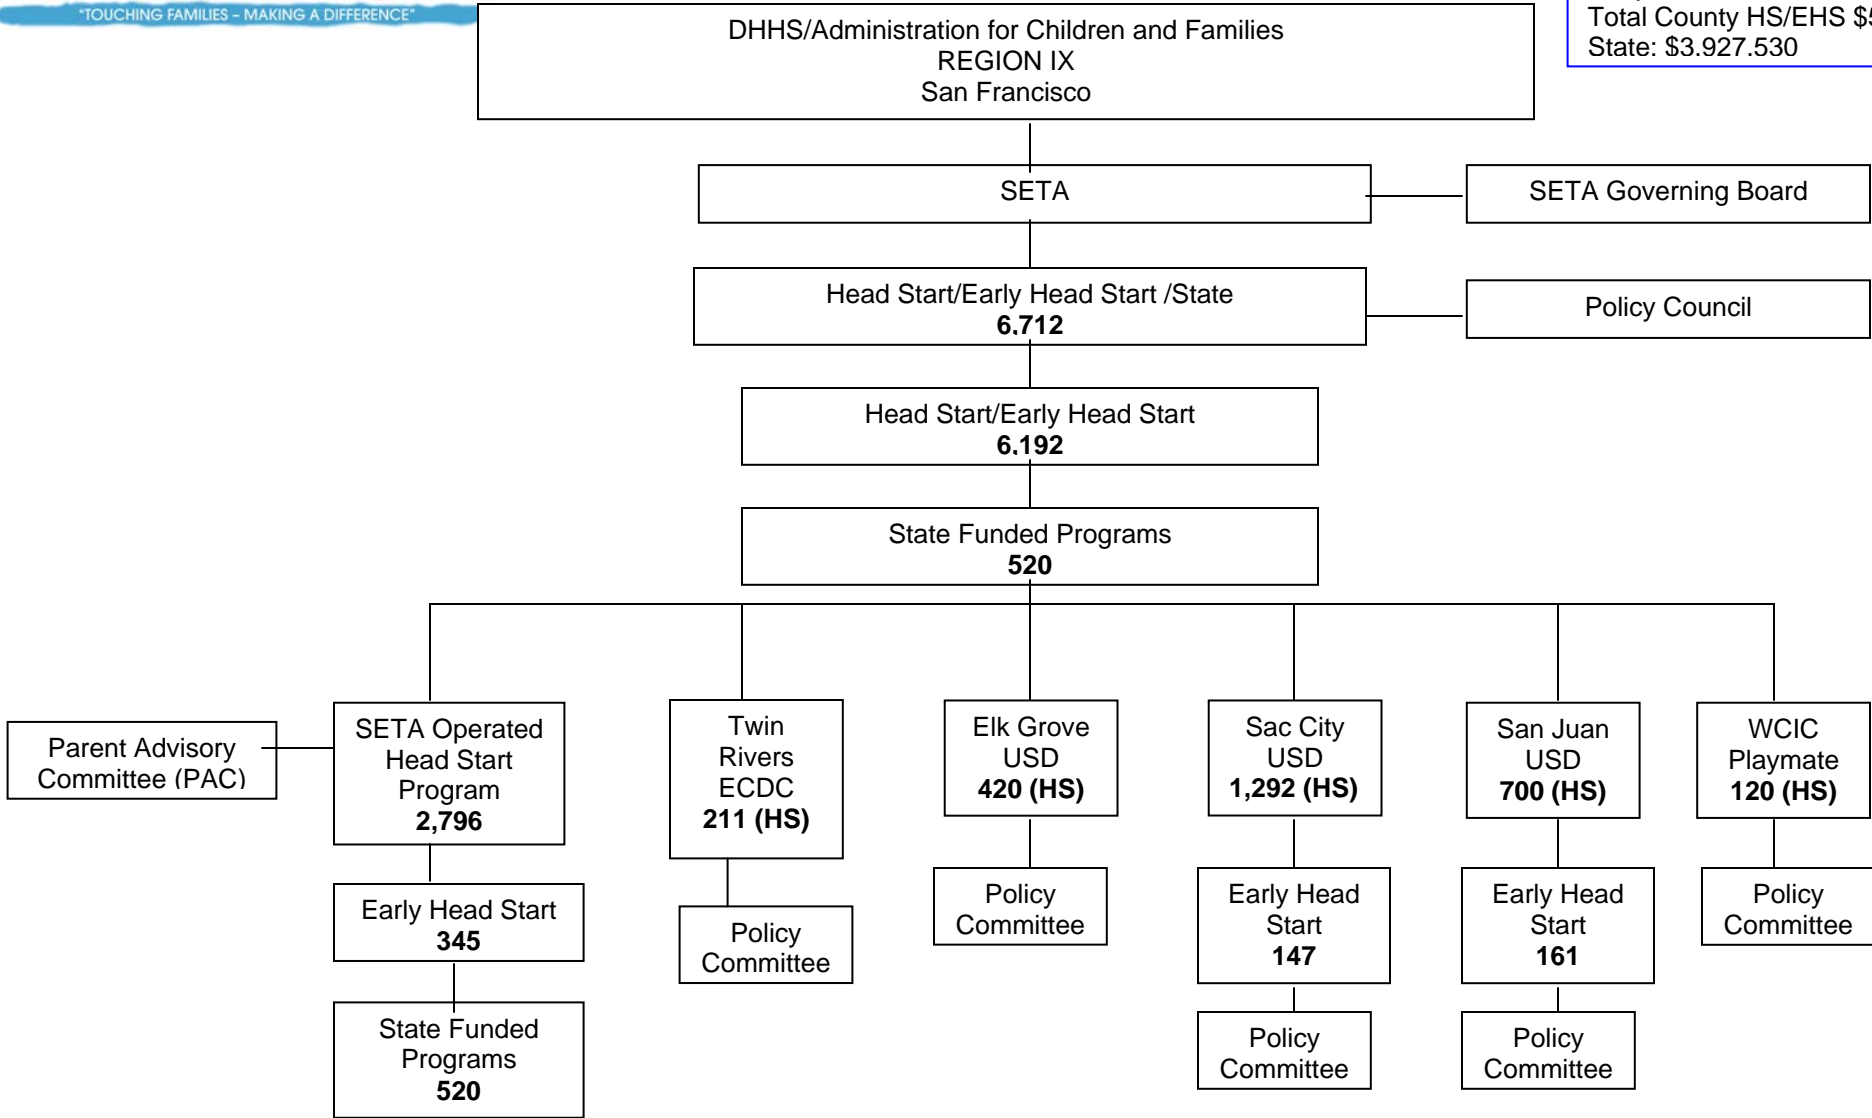 "TOUCHING FAMILIES – MAKING A DIFFERENCE"
DHHS/Administration for Children and Families
REGION IX
San Francisco
Total County HS/EHS $5
State: $3.927.530
SETA
SETA Governing Board
Head Start/Early Head Start /State
6,712
Policy Council
Head Start/Early Head Start
6,192
State Funded Programs
520
Parent Advisory
Committee (PAC)
SETA Operated
Head Start
Program
2,796
Twin
Rivers
ECDC
211 (HS)
Elk Grove
USD
420 (HS)
Sac City
USD
1,292 (HS)
San Juan
USD
700 (HS)
WCIC
Playmate
120 (HS)
Early Head Start
345
Policy
Committee
Policy
Committee
Early Head
Start
147
Early Head
Start
161
Policy
Committee
State Funded
Programs
520
Policy
Committee
Policy
Committee